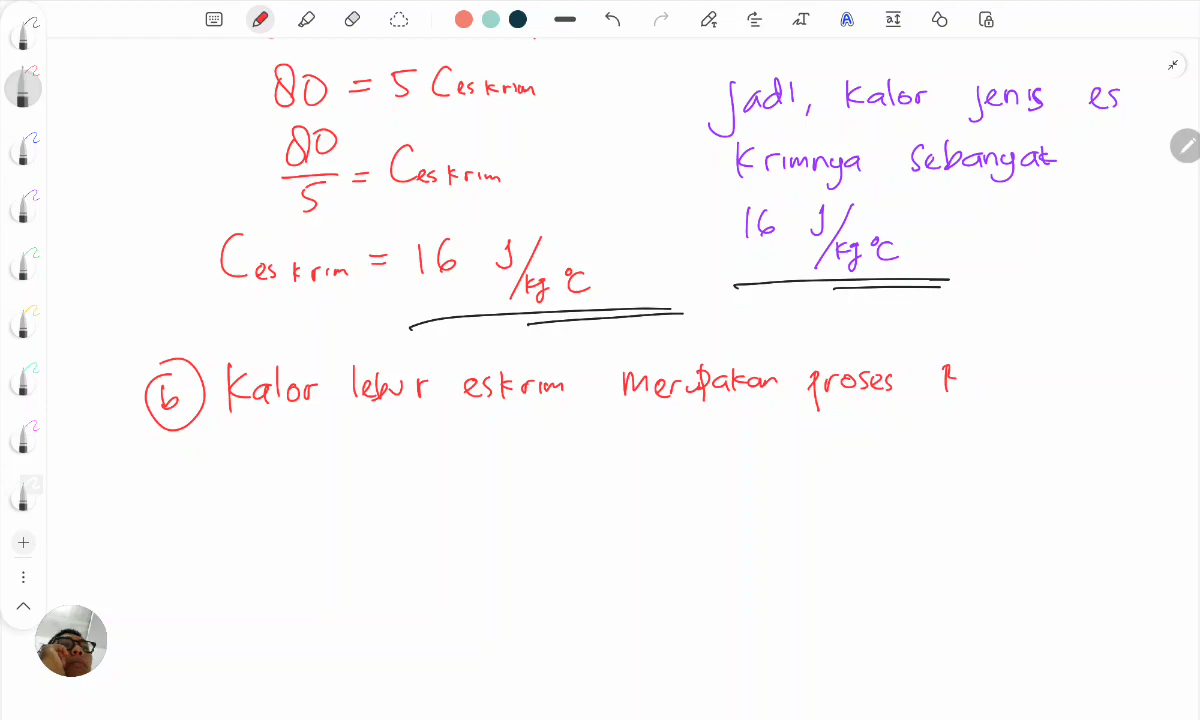 80 = 5 Ceskrim
80/5 = Ceskrim
Ceskrim = 16 J/kg°C
Jadi, kalor jenis es
krimnya sebanyak
16 J/kg°C
b Kalor lebur eskrim merupakan proses